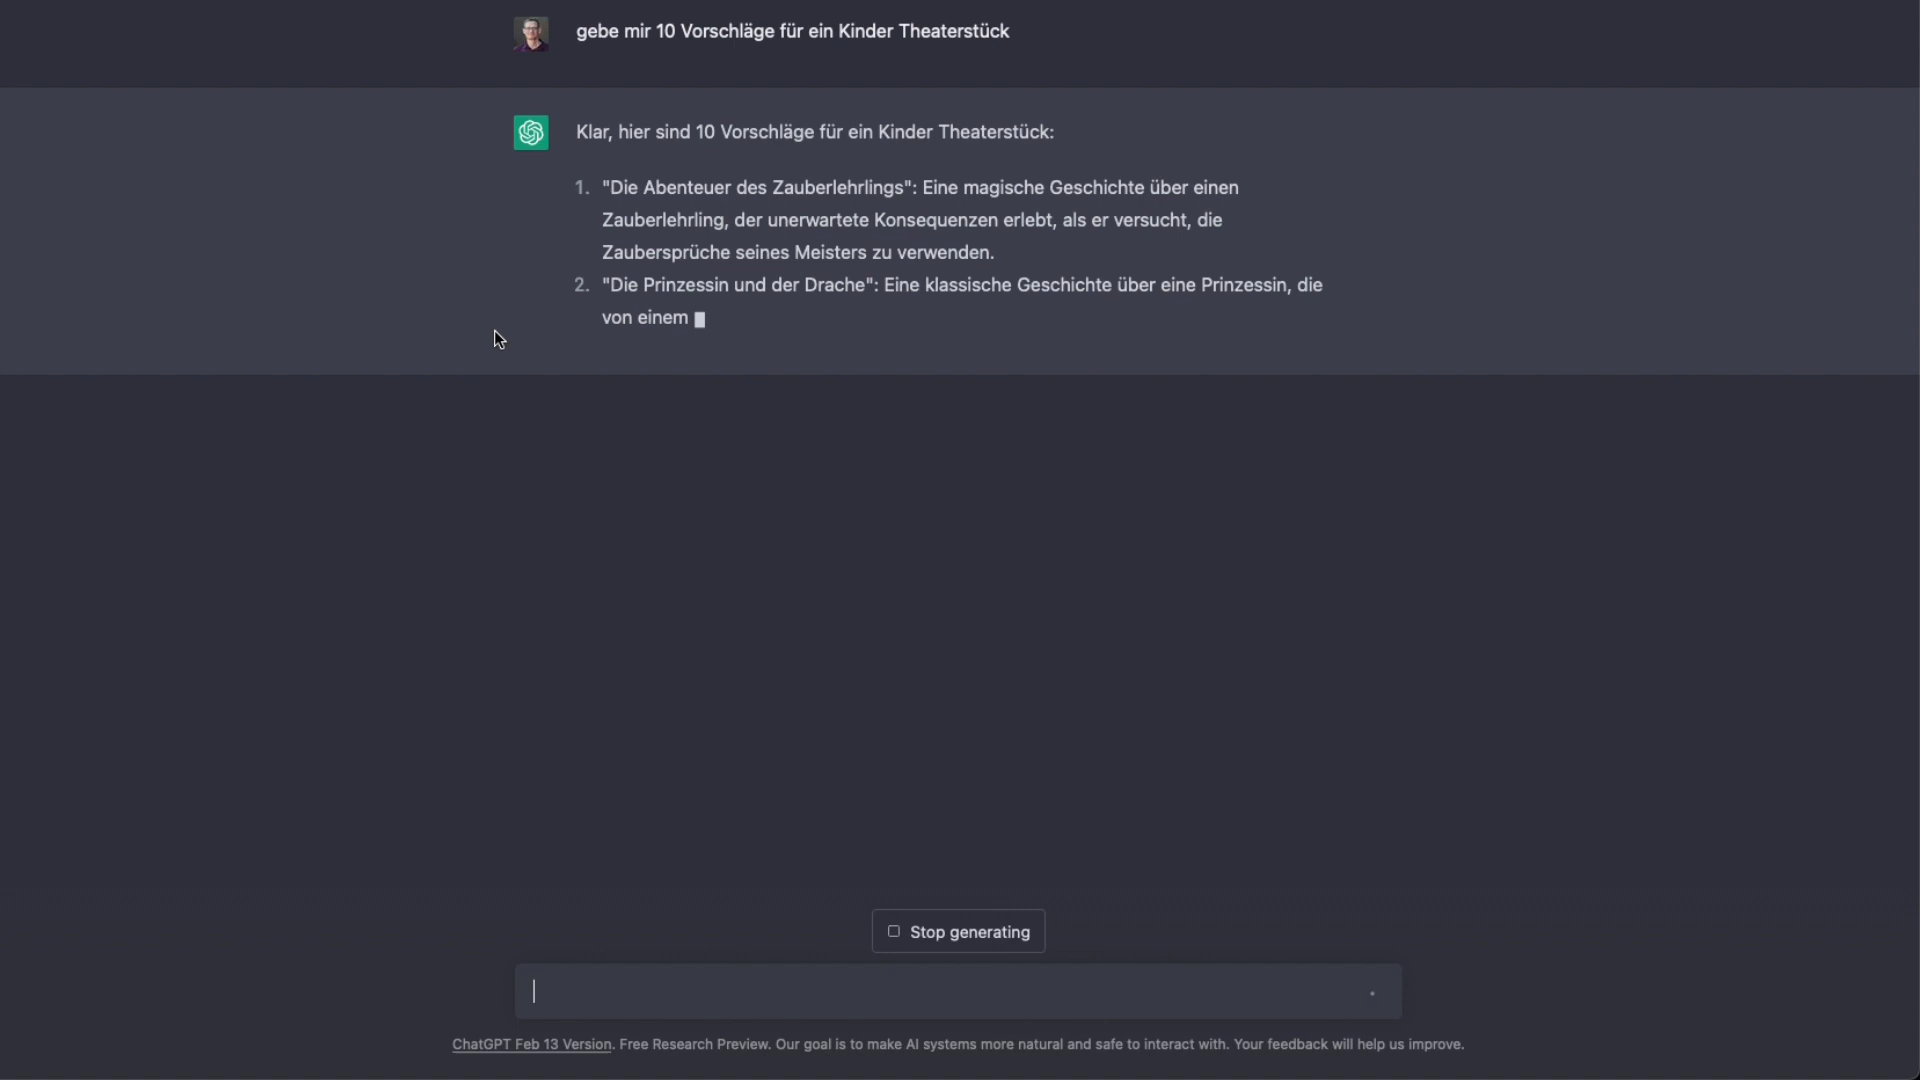 gebe mir 10 Vorschläge für ein Kinder Theaterstück
Klar, hier sind 10 Vorschläge für ein Kinder Theaterstück:
1. "Die Abenteuer des Zauberlehrlings": Eine magische Geschichte über einen
Zauberlehrling, der unerwartete Konsequenzen erlebt, als er versucht, die
Zaubersprüche seines Meisters zu verwenden.
2. "Die Prinzessin und der Drache": Eine klassische Geschichte über eine Prinzessin, die
von einem
Stop generating
ChatGPT Feb 13 Version. Free Research Preview. Our goal is to make AI systems more natural and safe to interact with. Your feedback will help us improve.